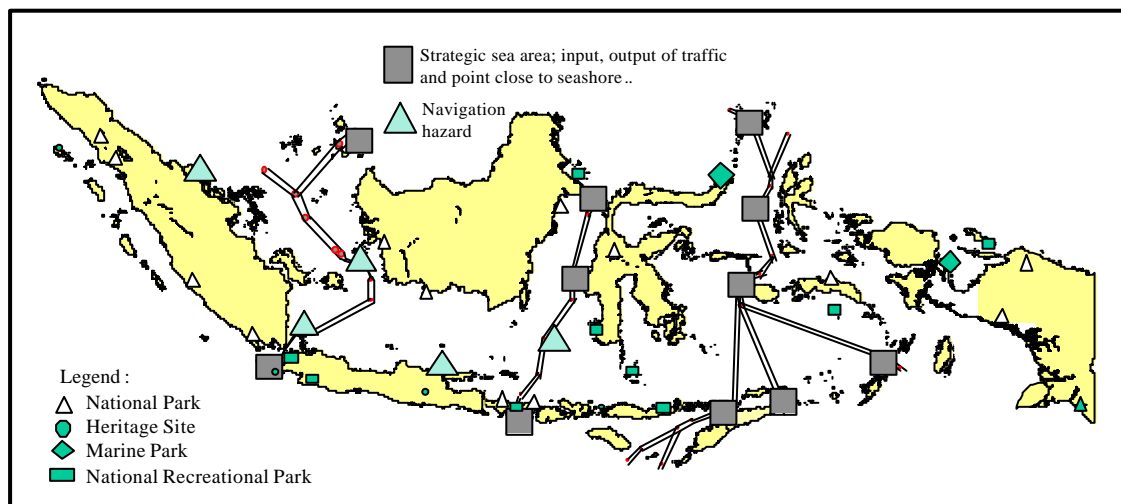 Strategic sea area; input, output of traffic
and point close to seashore..
Navigation
hazard
Legend :
National Park
Heritage Site
Marine Park
National Recreational Park